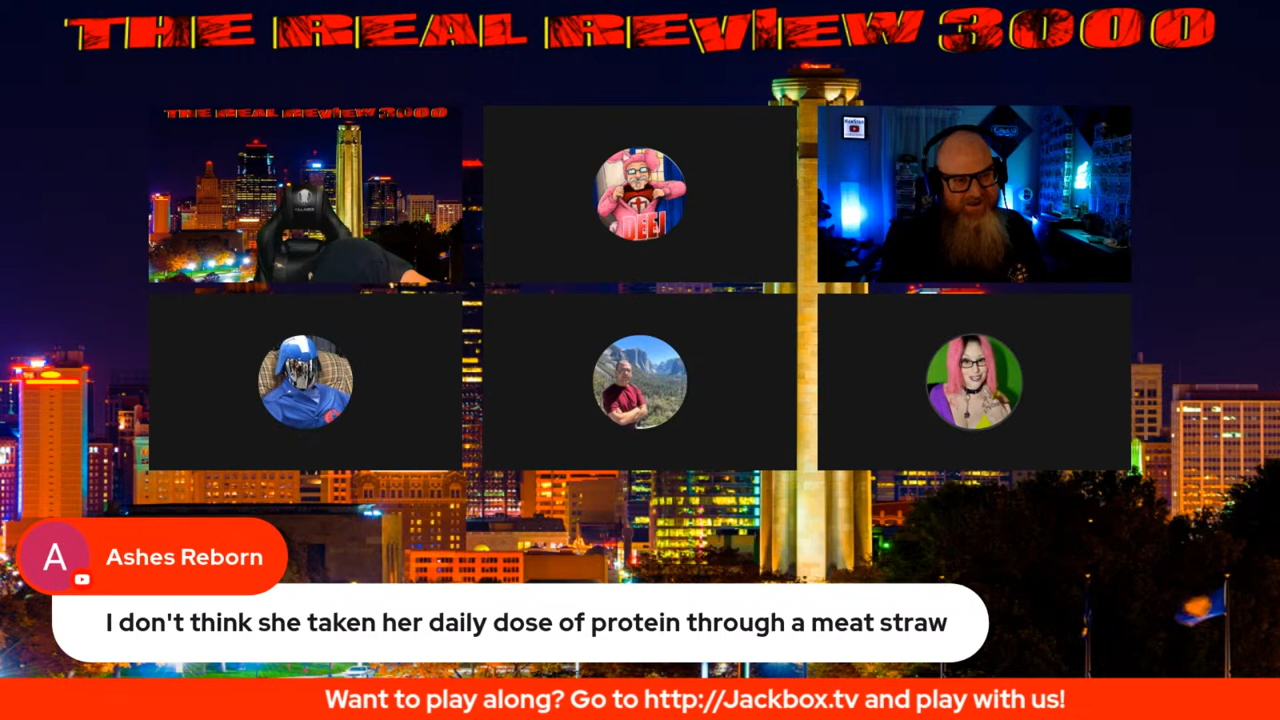 THE REAL REVIEW 3000
THE REAL REVIEW 3000
DEEJ
A
Ashes Reborn
I don't think she taken her daily dose of protein through a meat straw
Want to play along? Go to http://Jackbox.tv and play with us!